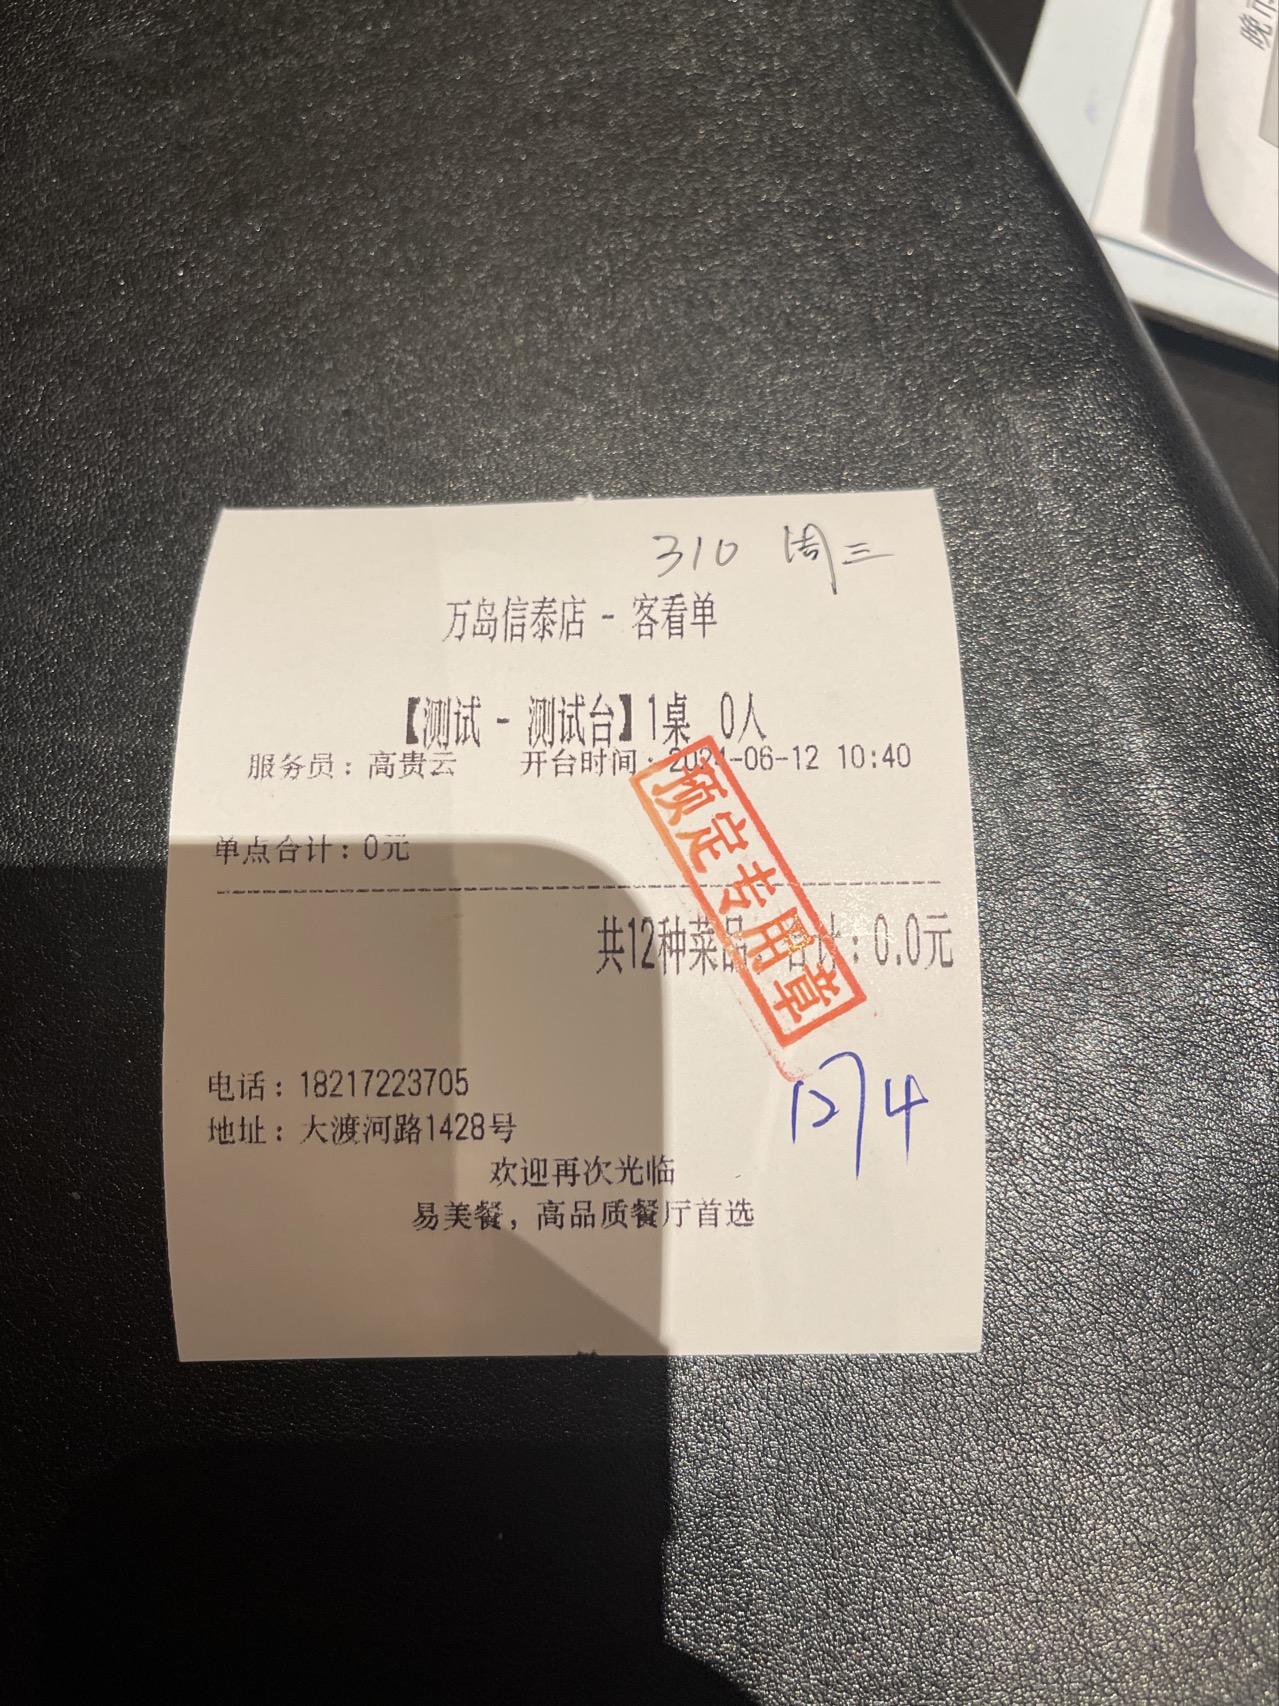 晚市
310 周三
万岛信泰店 - 客看单
【测试 - 测试台】1桌 0人
服务员：高贵云 开台时间：2024-06-12 10:40
单点合计：0元
预定专用章
共12种菜品，合计：0.0元
电话：18217223705
地址：大渡河路1428号
欢迎再次光临
易美餐，高品质餐厅首选